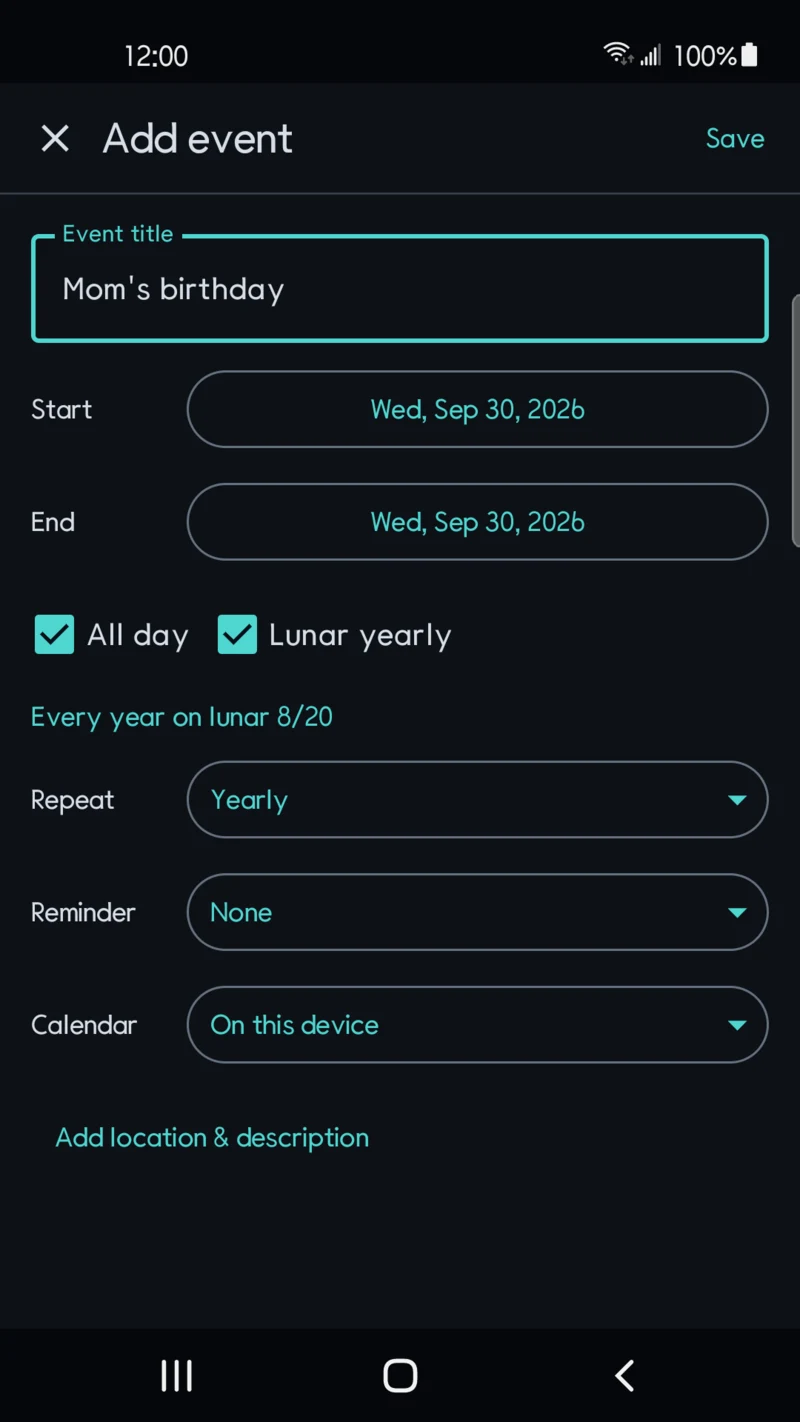 12:00 100%
Add event Save
Event title
Mom's birthday
Start Wed, Sep 30, 2026
End Wed, Sep 30, 2026
All day Lunar yearly
Every year on lunar 8/20
Repeat Yearly
Reminder None
Calendar On this device
Add location & description